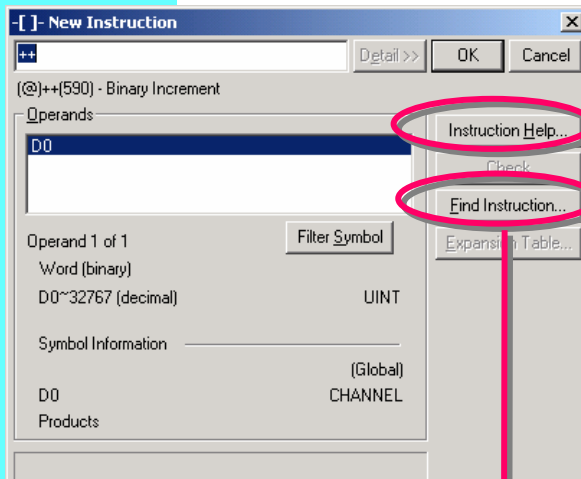 -[ ]- New Instruction
++
Detail >>
OK
Cancel
(@)++(590) - Binary Increment
Operands
D0
Instruction Help...
Check
Find Instruction...
Expansion Table...
Operand 1 of 1
Filter Symbol
Word (binary)
D0~32767 (decimal)
UINT
Symbol Information
(Global)
D0
CHANNEL
Products